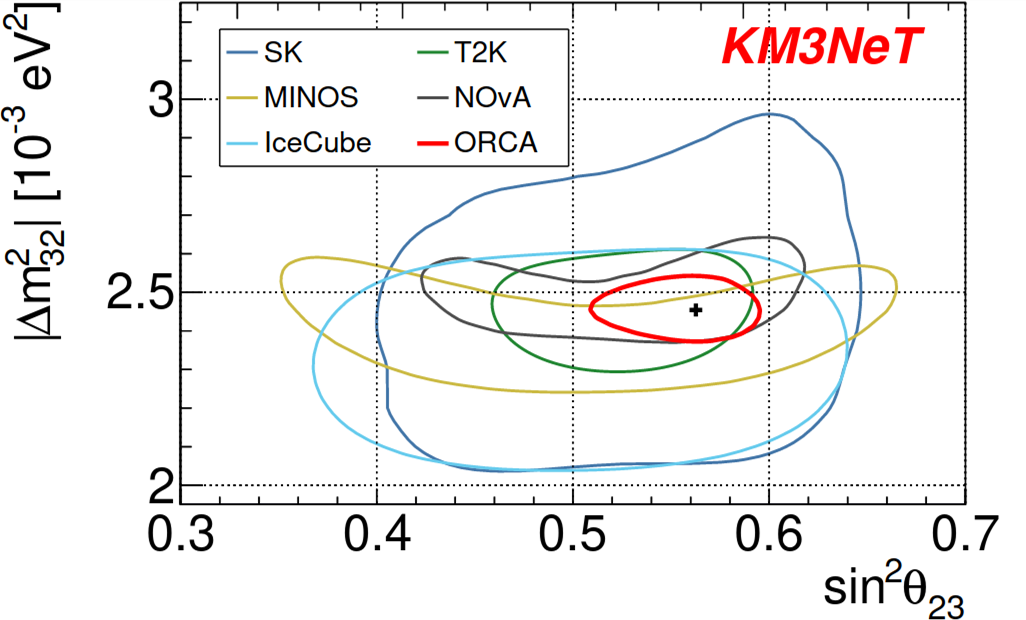 KM3NeT
SK
T2K
MINOS
NOvA
IceCube
ORCA
|Δm²₃₂| [10⁻³ eV²]
3
2.5
2
0.3 0.4 0.5 0.6 0.7
sin²θ₂₃